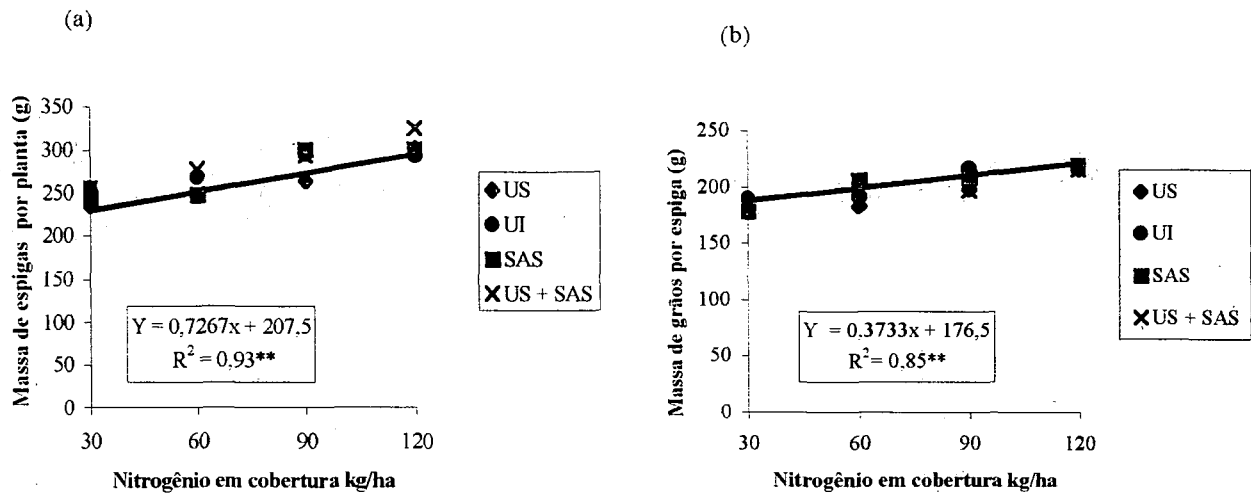 (a)
Massa de espigas por planta (g)
350
300
250
200
150
100
50
0
30 60 90 120
Nitrogênio em cobertura kg/ha
Y = 0,7267x + 207,5
R² = 0,93**
US
UI
SAS
US + SAS
(b)
Massa de grãos por espiga (g)
250
200
150
100
50
0
30 60 90 120
Nitrogênio em cobertura kg/ha
Y = 0.3733x + 176,5
R² = 0,85**
US
UI
SAS
US + SAS